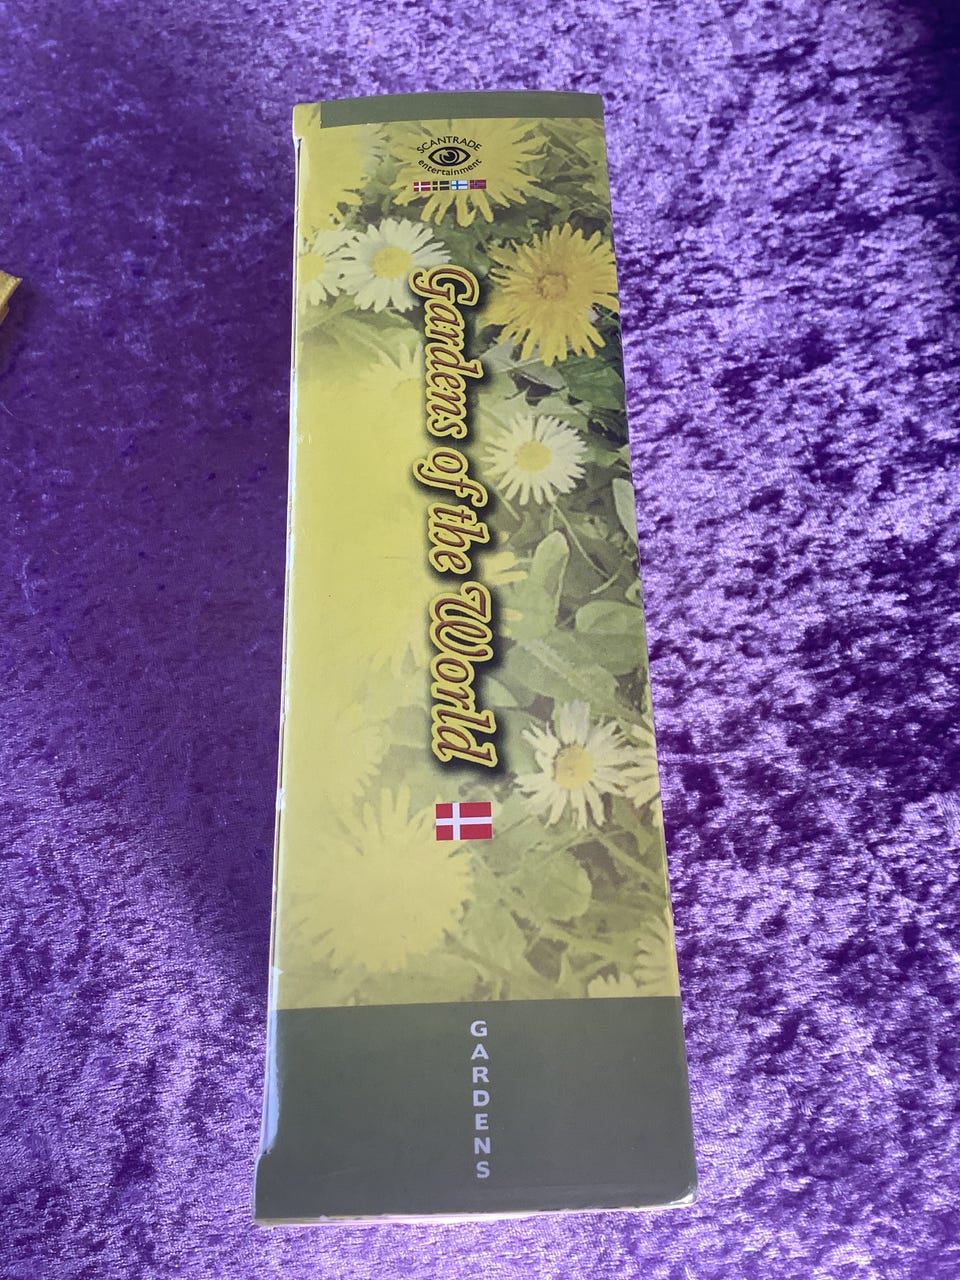 SCANTRADE
entertainment
Gardens of the World
GARDENS